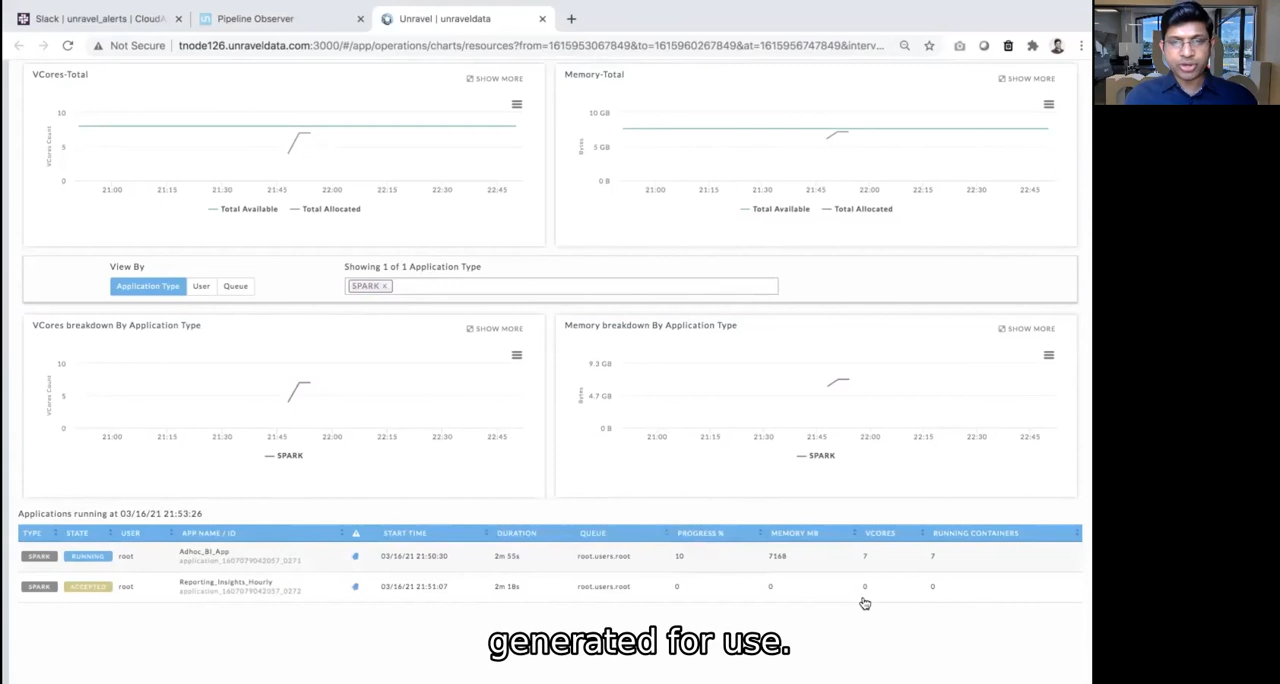 Slack | unravel_alerts | CloudA
Pipeline Observer
Unravel | unraveldata
Not Secure
tnode126.unraveldata.com:3000/#/app/operations/charts/resources?from=1615953067849&to=1615960267849&at=1615956747849&interv...
VCores-Total
SHOW MORE
VCores Count
10
5
0
21:00 21:15 21:30 21:45 22:00 22:15 22:30 22:45
Total Available Total Allocated
Memory-Total
SHOW MORE
Bytes
10 GB
5 GB
0 B
21:00 21:15 21:30 21:45 22:00 22:15 22:30 22:45
Total Available Total Allocated
View By
Application Type User Queue
Showing 1 of 1 Application Type
SPARK ×
VCores breakdown By Application Type
SHOW MORE
VCores Count
10
5
0
21:00 21:15 21:30 21:45 22:00 22:15 22:30 22:45
SPARK
Memory breakdown By Application Type
SHOW MORE
Bytes
9.3 GB
4.7 GB
0 B
21:00 21:15 21:30 21:45 22:00 22:15 22:30 22:45
SPARK
Applications running at 03/16/21 21:53:26
TYPE STATE USER APP NAME / ID START TIME DURATION QUEUE PROGRESS % MEMORY MB VCORES RUNNING CONTAINERS
SPARK RUNNING root Adhoc_BI_App 03/16/21 21:50:30 2m 55s root.users.root 10 7168 7 7
application_1607079042057_0271
SPARK ACCEPTED root Reporting_Insights_Hourly 03/16/21 21:51:07 2m 18s root.users.root 0 0 0 0
application_1607079042057_0272
generated for use.